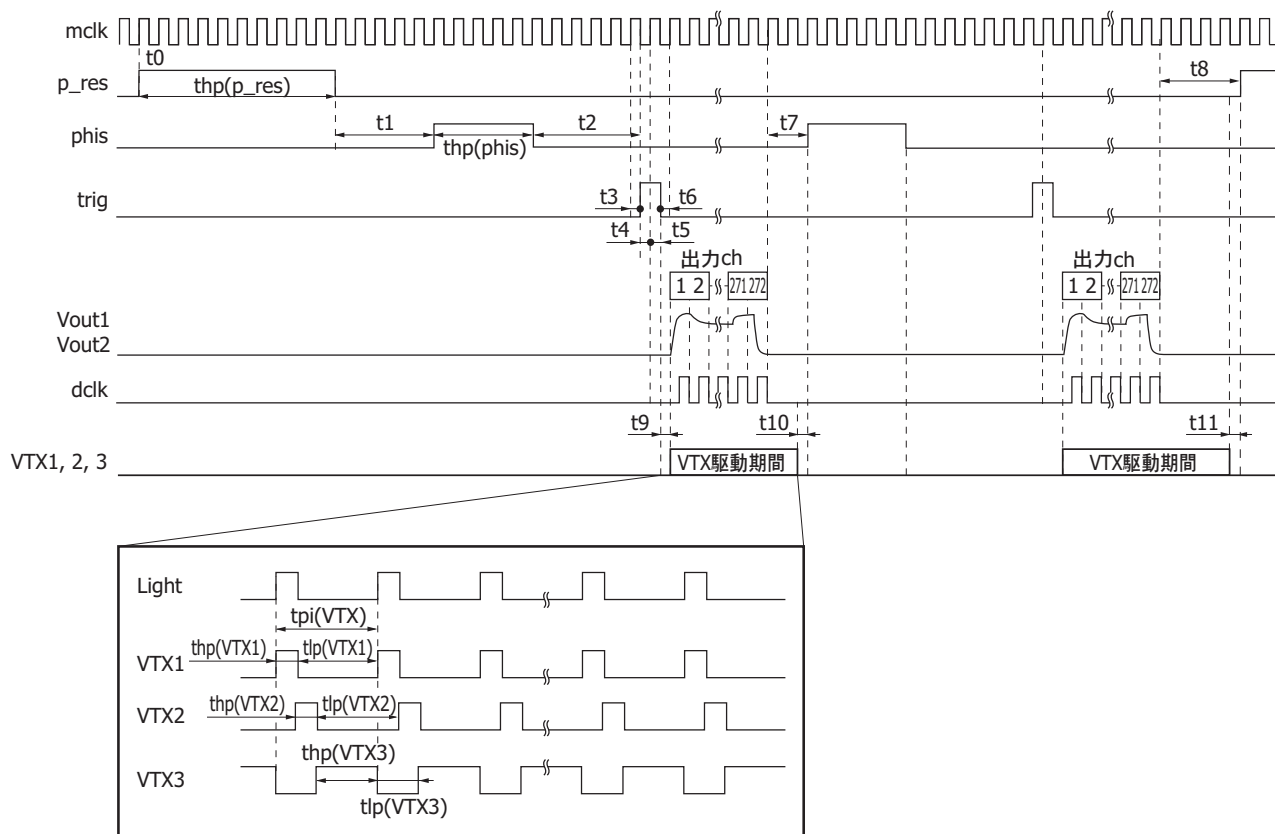 mclk
t0
p_res
thp(p_res)
t8
t1
t2
t7
phis
thp(phis)
trig
t3
t6
t4
t5
出力ch
出力ch
1 2
271 272
1 2
271 272
Vout1
Vout2
dclk
t9
t10
t11
VTX1, 2, 3
VTX駆動期間
VTX駆動期間
Light
tpi(VTX)
thp(VTX1)
tlp(VTX1)
VTX1
thp(VTX2)
tlp(VTX2)
VTX2
thp(VTX3)
VTX3
tlp(VTX3)